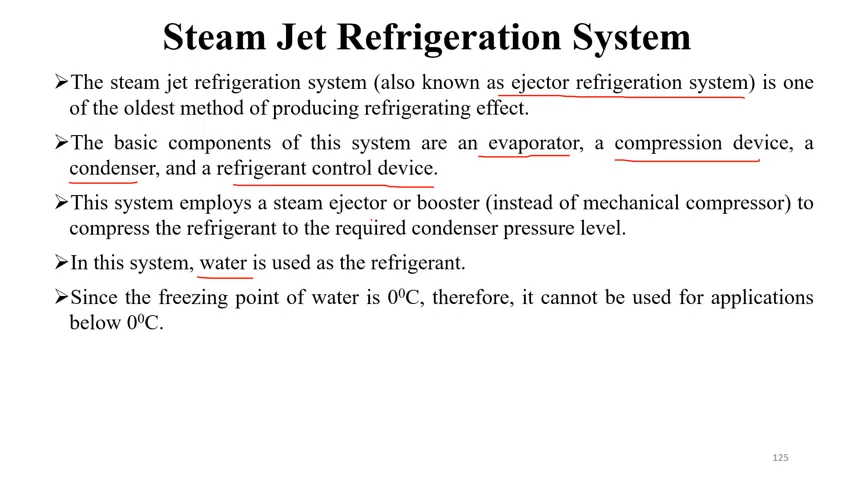 Steam Jet Refrigeration System
➢The steam jet refrigeration system (also known as ejector refrigeration system) is one
of the oldest method of producing refrigerating effect.
➢The basic components of this system are an evaporator, a compression device, a
condenser, and a refrigerant control device.
➢This system employs a steam ejector or booster (instead of mechanical compressor) to
compress the refrigerant to the required condenser pressure level.
➢In this system, water is used as the refrigerant.
➢Since the freezing point of water is 0⁰C, therefore, it cannot be used for applications
below 0⁰C.
125